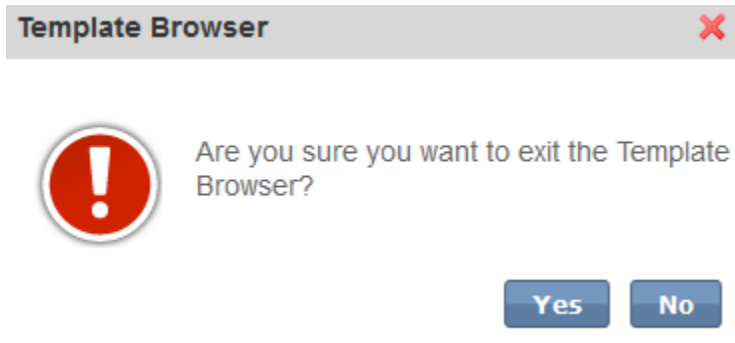 Template Browser
Are you sure you want to exit the Template
Browser?
Yes No